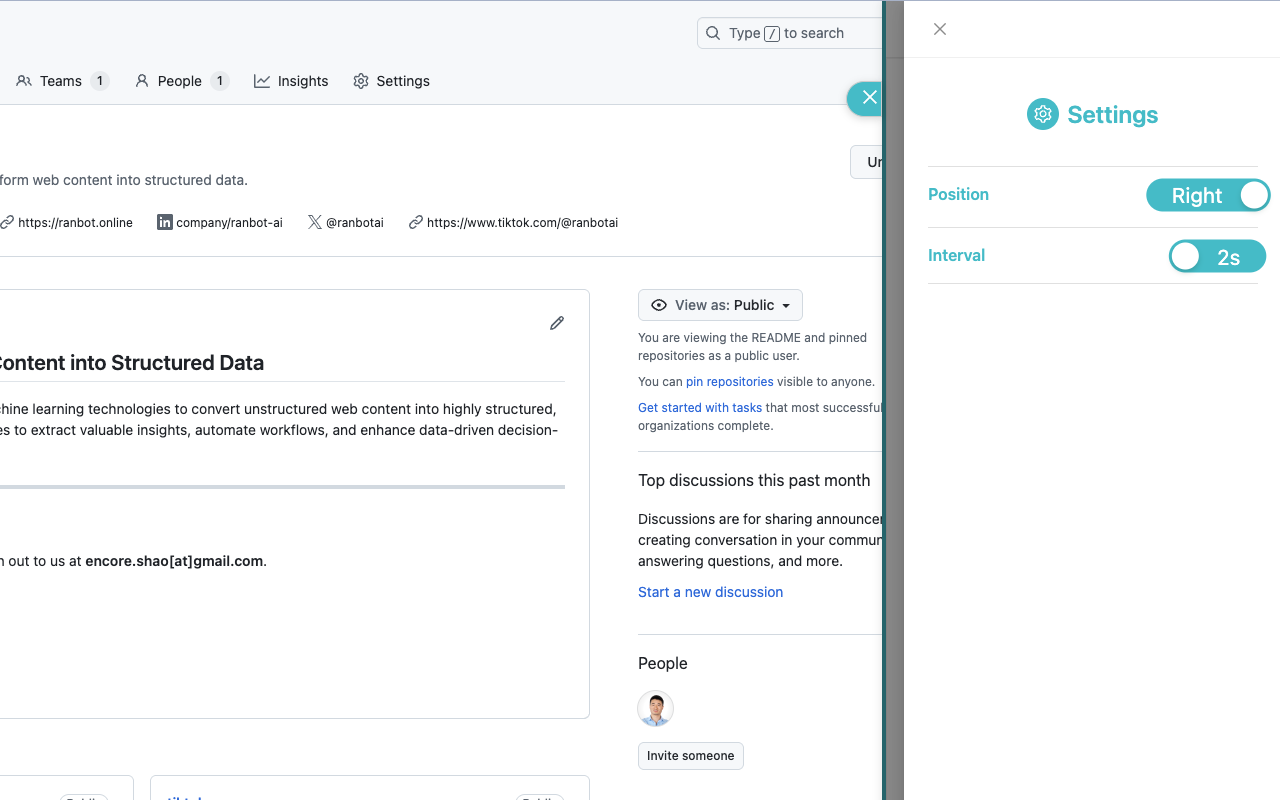 Type / to search
Teams 1 People 1 Insights Settings
form web content into structured data.
https://ranbot.online company/ranbot-ai @ranbotai https://www.tiktok.com/@ranbotai
ontent into Structured Data
hine learning technologies to convert unstructured web content into highly structured,
es to extract valuable insights, automate workflows, and enhance data-driven decision-
out to us at encore.shao[at]gmail.com.
View as: Public
You are viewing the README and pinned
repositories as a public user.
You can pin repositories visible to anyone.
Get started with tasks that most successful
organizations complete.
Top discussions this past month
Discussions are for sharing announcem
creating conversation in your commun
answering questions, and more.
Start a new discussion
People
Invite someone
Settings
Position Right
Interval 2s